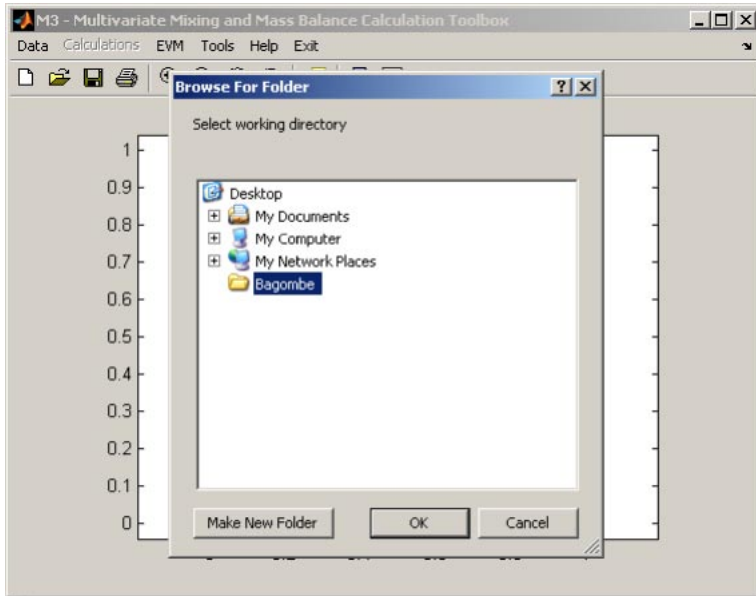 M3 - Multivariate Mixing and Mass Balance Calculation Toolbox
Data Calculations EVM Tools Help Exit
Browse For Folder
Select working directory
Desktop
My Documents
My Computer
My Network Places
Bagombe
Make New Folder OK Cancel
1
0.9
0.8
0.7
0.6
0.5
0.4
0.3
0.2
0.1
0